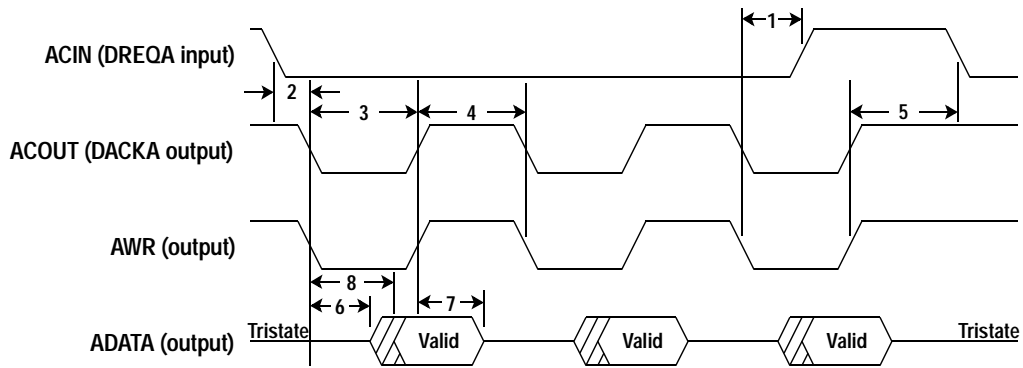 1
ACIN (DREQA input)
2
3
4
5
ACOUT (DACKA output)
AWR (output)
8
6
7
Tristate
Valid
Valid
Valid
Tristate
ADATA (output)